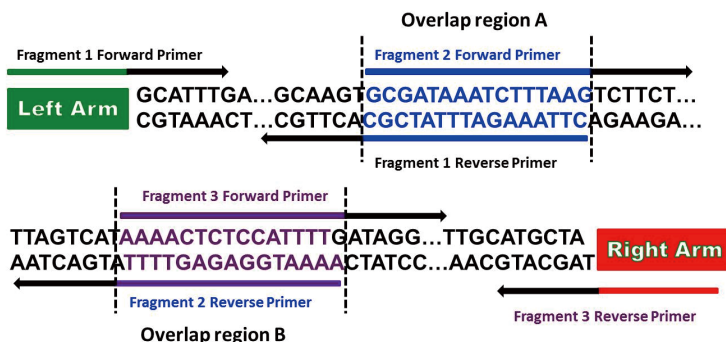 Overlap region A
Fragment 1 Forward Primer
Fragment 2 Forward Primer
Left Arm
GCATTTGA...GCAAGTGCGATAAATCTTTAAGTCTTCT...
CGTAAACT...CGTTCACGCTATTTAGAAATTCAGAAGA...
Fragment 1 Reverse Primer
Fragment 3 Forward Primer
TTAGTCATAAAACTCTCCATTTTGATAGG...TTGCATGCTA
AATCAGTATTTTGAGAGGTAAAACTATCC...AACGTACGAT
Right Arm
Fragment 2 Reverse Primer
Fragment 3 Reverse Primer
Overlap region B